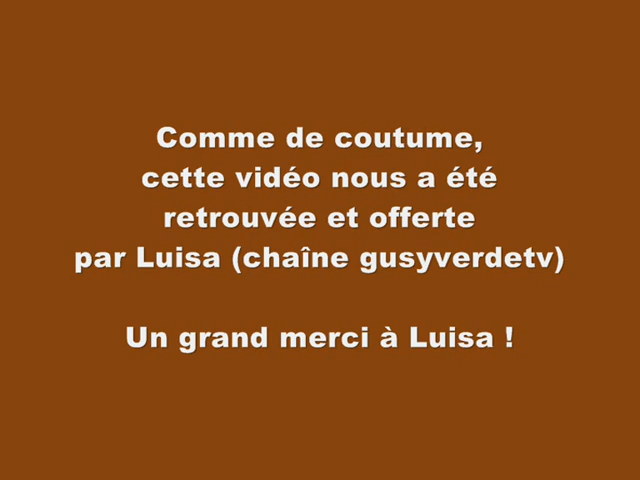 Comme de coutume,
cette vidéo nous a été
retrouvée et offerte
par Luisa (chaîne gusyverdetv)
Un grand merci à Luisa !